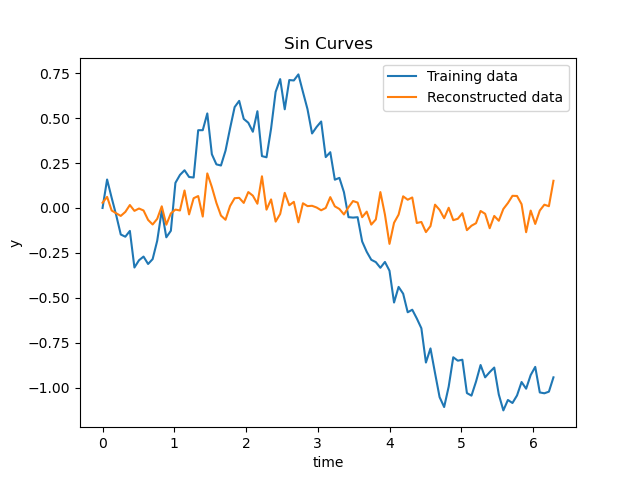 Sin Curves
Training data
Reconstructed data
0.75
0.50
0.25
0.00
−0.25
−0.50
−0.75
−1.00
y
0 1 2 3 4 5 6
time